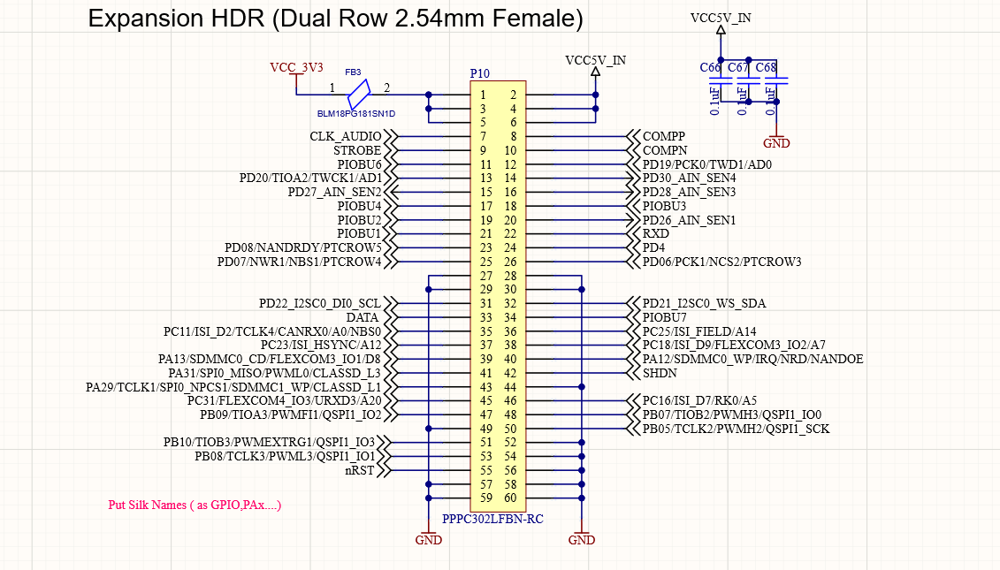 Expansion HDR (Dual Row 2.54mm Female)
VCC5V_IN
C66 C67 C68
0.1uF 0.1uF 0.1uF
GND
VCC_3V3
FB3
1 2
BLM18PG181SN1D
VCC5V_IN
P10
1 2
3 4
5 6
CLK_AUDIO 7 8 COMPP
STROBE 9 10 COMPN
PIOBU6 11 12 PD19/PCK0/TWD1/AD0
PD20/TIOA2/TWCK1/AD1 13 14 PD30_AIN_SEN4
PD27_AIN_SEN2 15 16 PD28_AIN_SEN3
PIOBU4 17 18 PIOBU3
PIOBU2 19 20 PD26_AIN_SEN1
PIOBU1 21 22 RXD
PD08/NANDRDY/PTCROW5 23 24 PD4
PD07/NWR1/NBS1/PTCROW4 25 26 PD06/PCK1/NCS2/PTCROW3
27 28
29 30
PD22_I2SC0_DI0_SCL 31 32 PD21_I2SC0_WS_SDA
DATA 33 34 PIOBU7
PC11/ISI_D2/TCLK4/CANRX0/A0/NBS0 35 36 PC25/ISI_FIELD/A14
PC23/ISI_HSYNC/A12 37 38 PC18/ISI_D9/FLEXCOM3_IO2/A7
PA13/SDMMC0_CD/FLEXCOM3_IO1/D8 39 40 PA12/SDMMC0_WP/IRQ/NRD/NANDOE
PA31/SPI0_MISO/PWML0/CLASSD_L3 41 42 SHDN
PA29/TCLK1/SPI0_NPCS1/SDMMC1_WP/CLASSD_L1 43 44
PC31/FLEXCOM4_IO3/URXD3/A20 45 46 PC16/ISI_D7/RK0/A5
PB09/TIOA3/PWMFI1/QSPI1_IO2 47 48 PB07/TIOB2/PWMH3/QSPI1_IO0
49 50 PB05/TCLK2/PWMH2/QSPI1_SCK
PB10/TIOB3/PWMEXTRG1/QSPI1_IO3 51 52
PB08/TCLK3/PWML3/QSPI1_IO1 53 54
nRST 55 56
57 58
59 60
Put Silk Names ( as GPIO,PAx....)
PPPC302LFBN-RC
GND GND